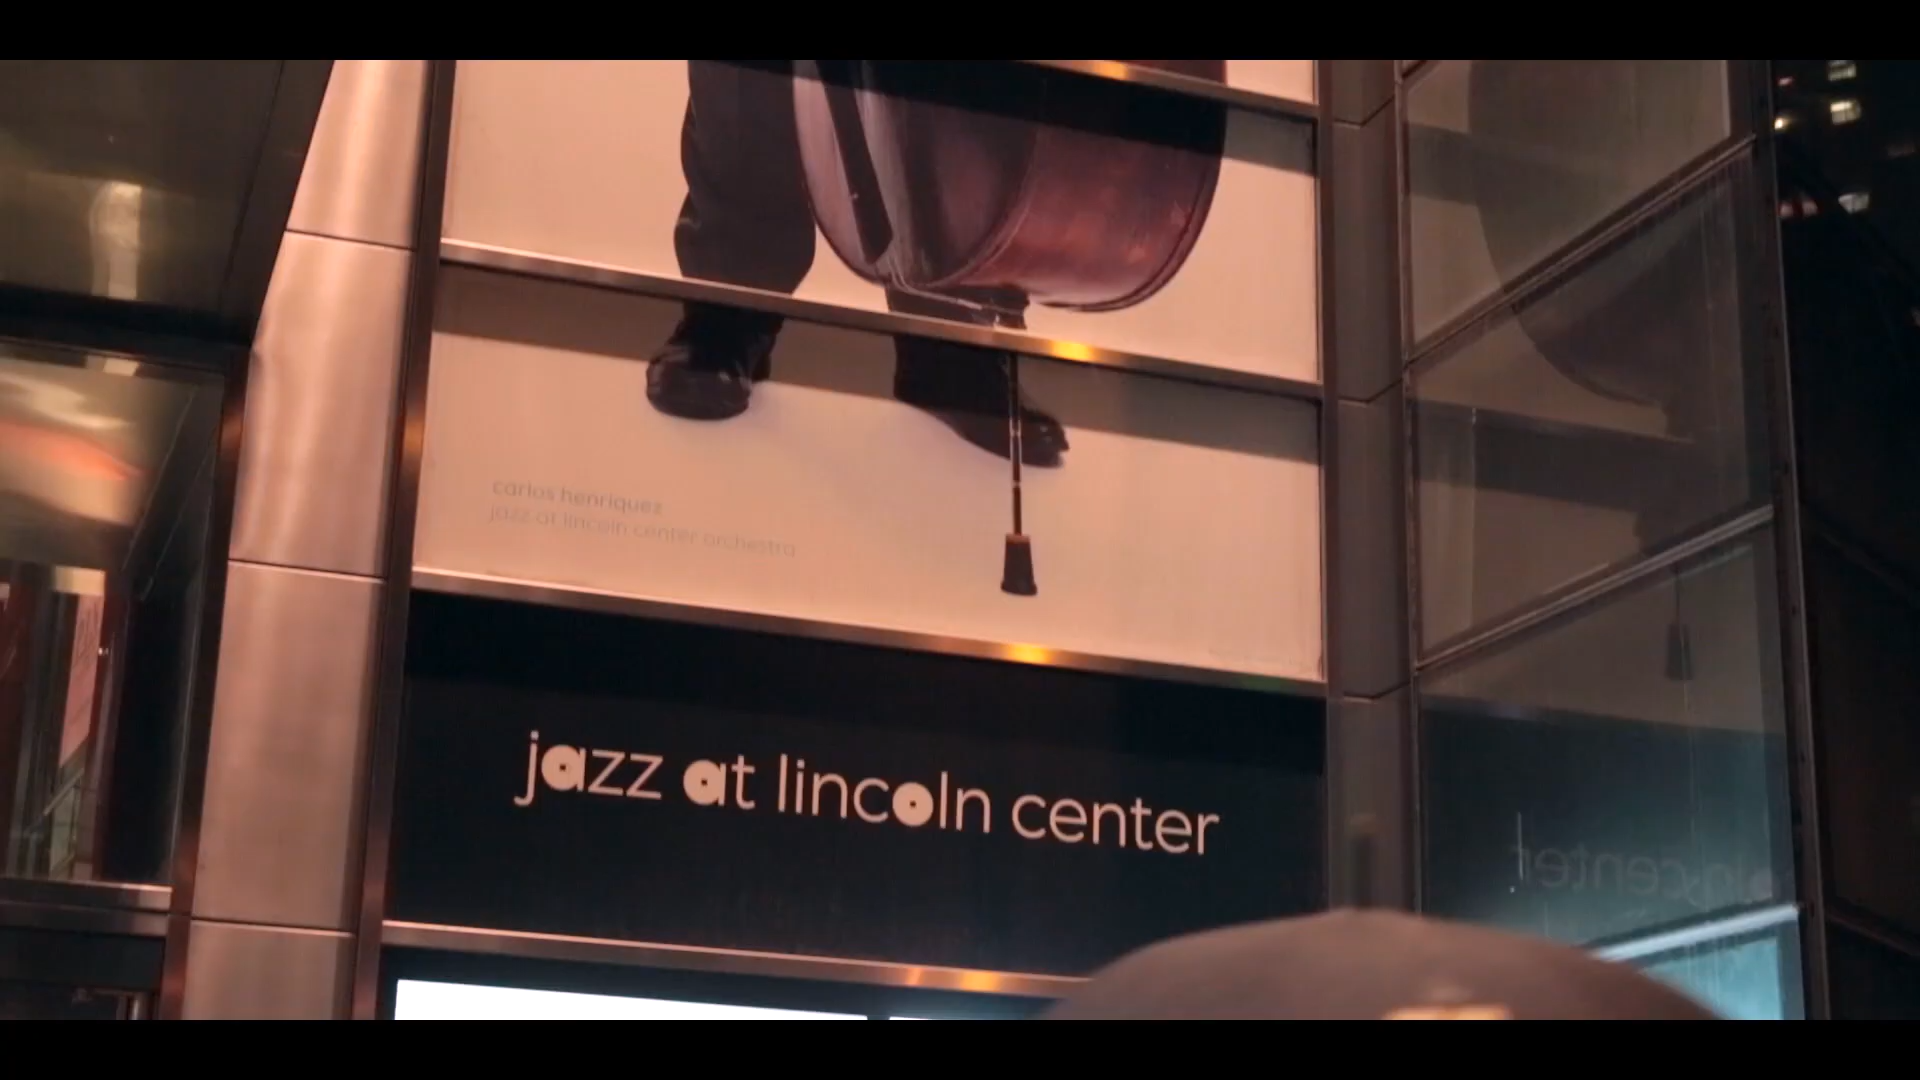 carlos henriquez
jazz at lincoln center orchestra
jazz at lincoln center